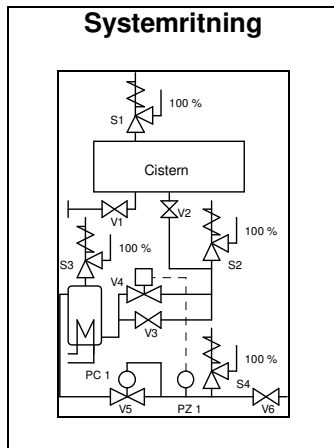 Systemritning
100 %
S1
Cistern
V1
V2
100 %
S3
100 %
S2
V4
V3
PC 1
100 %
S4
V5
PZ 1
V6